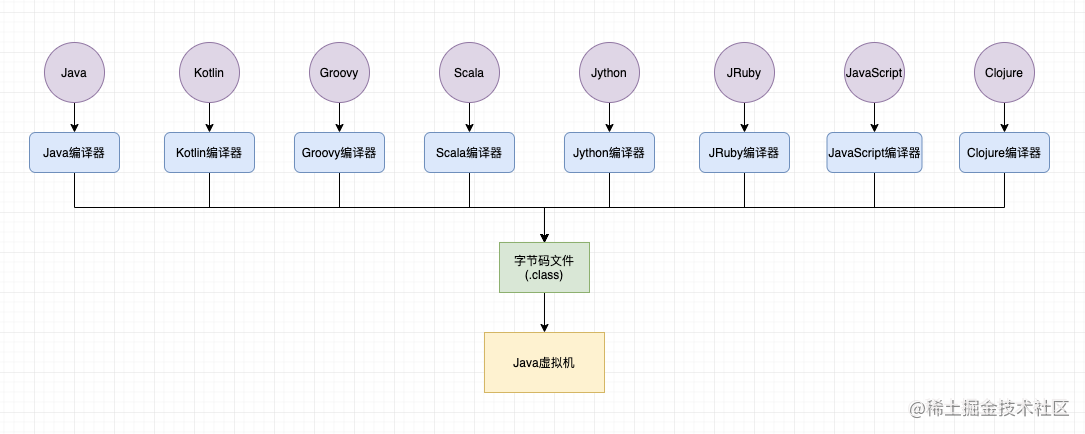 Java
Kotlin
Groovy
Scala
Jython
JRuby
JavaScript
Clojure
Java编译器
Kotlin编译器
Groovy编译器
Scala编译器
Jython编译器
JRuby编译器
JavaScript编译器
Clojure编译器
字节码文件
(.class)
Java虚拟机
@稀土掘金技术社区